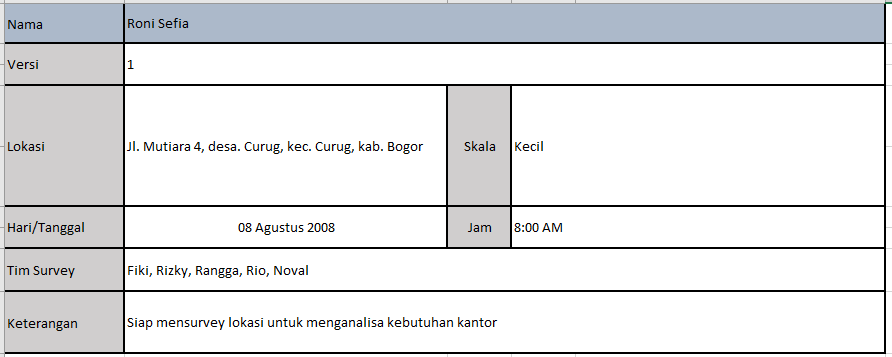 Nama Roni Sefia
Versi 1
Lokasi Jl. Mutiara 4, desa. Curug, kec. Curug, kab. Bogor Skala Kecil
Hari/Tanggal 08 Agustus 2008 Jam 8:00 AM
Tim Survey Fiki, Rizky, Rangga, Rio, Noval
Keterangan Siap mensurvey lokasi untuk menganalisa kebutuhan kantor